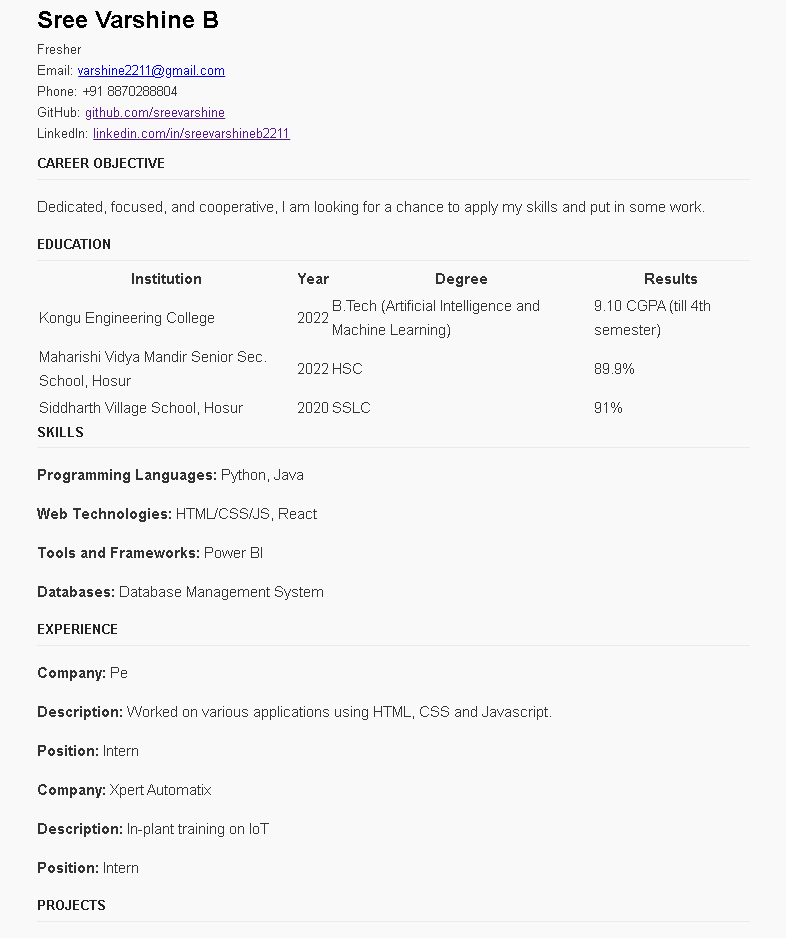 Sree Varshine B
Fresher
Email: varshine2211@gmail.com
Phone: +91 8870288804
GitHub: github.com/sreevarshine
LinkedIn: linkedin.com/in/sreevarshineb2211
CAREER OBJECTIVE
Dedicated, focused, and cooperative, I am looking for a chance to apply my skills and put in some work.
EDUCATION
Institution Year Degree Results
Kongu Engineering College 2022 B.Tech (Artificial Intelligence and Machine Learning) 9.10 CGPA (till 4th semester)
Maharishi Vidya Mandir Senior Sec. School, Hosur 2022 HSC 89.9%
Siddharth Village School, Hosur 2020 SSLC 91%
SKILLS
Programming Languages: Python, Java
Web Technologies: HTML/CSS/JS, React
Tools and Frameworks: Power BI
Databases: Database Management System
EXPERIENCE
Company: Pe
Description: Worked on various applications using HTML, CSS and Javascript.
Position: Intern
Company: Xpert Automatix
Description: In-plant training on IoT
Position: Intern
PROJECTS